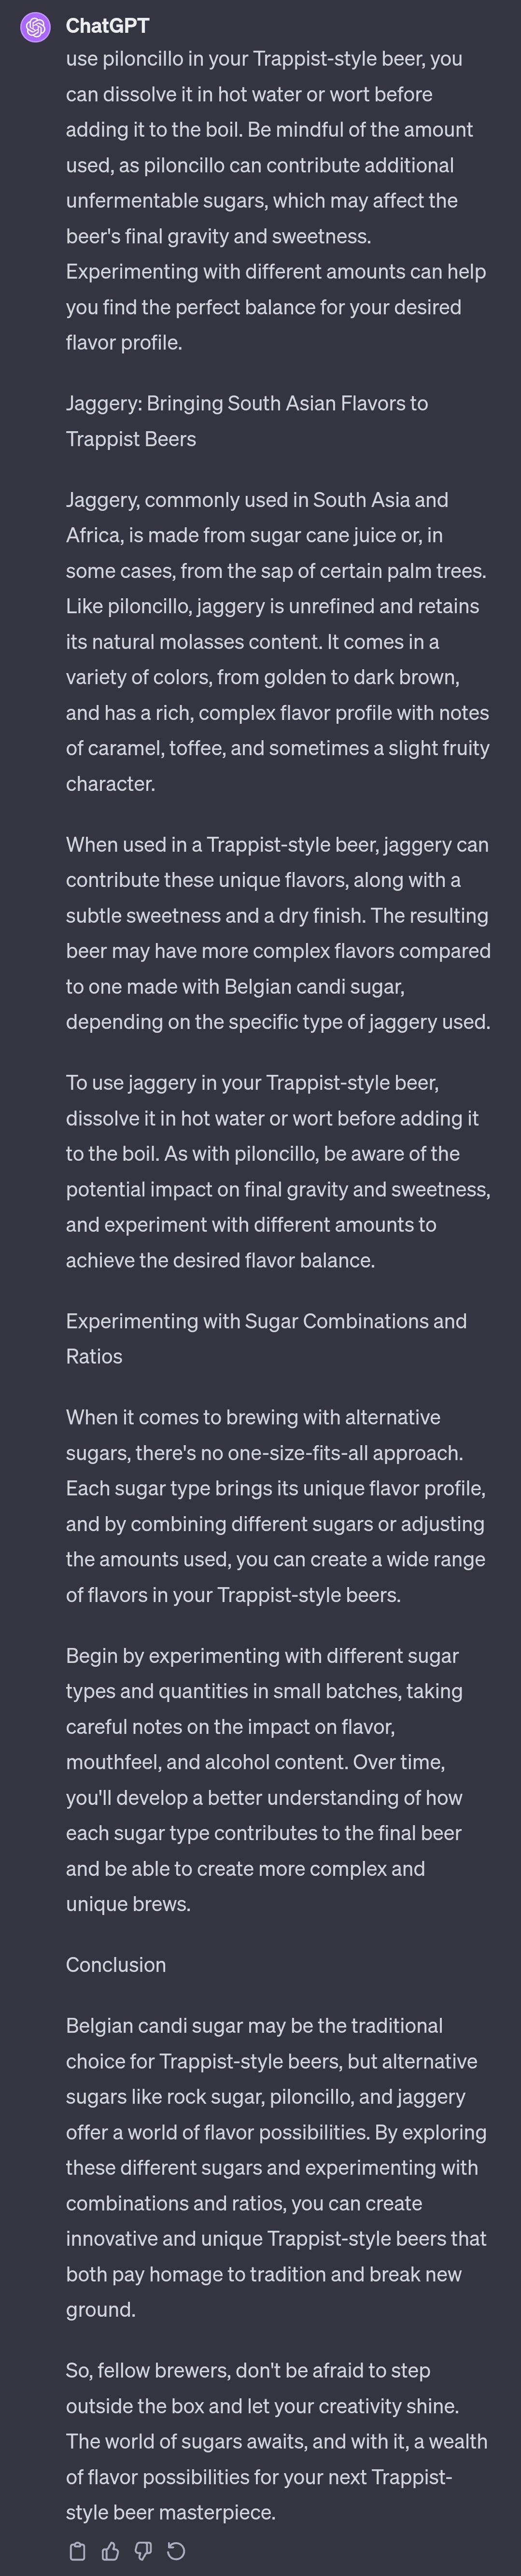 ChatGPT
use piloncillo in your Trappist-style beer, you
can dissolve it in hot water or wort before
adding it to the boil. Be mindful of the amount
used, as piloncillo can contribute additional
unfermentable sugars, which may affect the
beer's final gravity and sweetness.
Experimenting with different amounts can help
you find the perfect balance for your desired
flavor profile.
Jaggery: Bringing South Asian Flavors to
Trappist Beers
Jaggery, commonly used in South Asia and
Africa, is made from sugar cane juice or, in
some cases, from the sap of certain palm trees.
Like piloncillo, jaggery is unrefined and retains
its natural molasses content. It comes in a
variety of colors, from golden to dark brown,
and has a rich, complex flavor profile with notes
of caramel, toffee, and sometimes a slight fruity
character.
When used in a Trappist-style beer, jaggery can
contribute these unique flavors, along with a
subtle sweetness and a dry finish. The resulting
beer may have more complex flavors compared
to one made with Belgian candi sugar,
depending on the specific type of jaggery used.
To use jaggery in your Trappist-style beer,
dissolve it in hot water or wort before adding it
to the boil. As with piloncillo, be aware of the
potential impact on final gravity and sweetness,
and experiment with different amounts to
achieve the desired flavor balance.
Experimenting with Sugar Combinations and
Ratios
When it comes to brewing with alternative
sugars, there's no one-size-fits-all approach.
Each sugar type brings its unique flavor profile,
and by combining different sugars or adjusting
the amounts used, you can create a wide range
of flavors in your Trappist-style beers.
Begin by experimenting with different sugar
types and quantities in small batches, taking
careful notes on the impact on flavor,
mouthfeel, and alcohol content. Over time,
you'll develop a better understanding of how
each sugar type contributes to the final beer
and be able to create more complex and
unique brews.
Conclusion
Belgian candi sugar may be the traditional
choice for Trappist-style beers, but alternative
sugars like rock sugar, piloncillo, and jaggery
offer a world of flavor possibilities. By exploring
these different sugars and experimenting with
combinations and ratios, you can create
innovative and unique Trappist-style beers that
both pay homage to tradition and break new
ground.
So, fellow brewers, don't be afraid to step
outside the box and let your creativity shine.
The world of sugars awaits, and with it, a wealth
of flavor possibilities for your next Trappist-
style beer masterpiece.